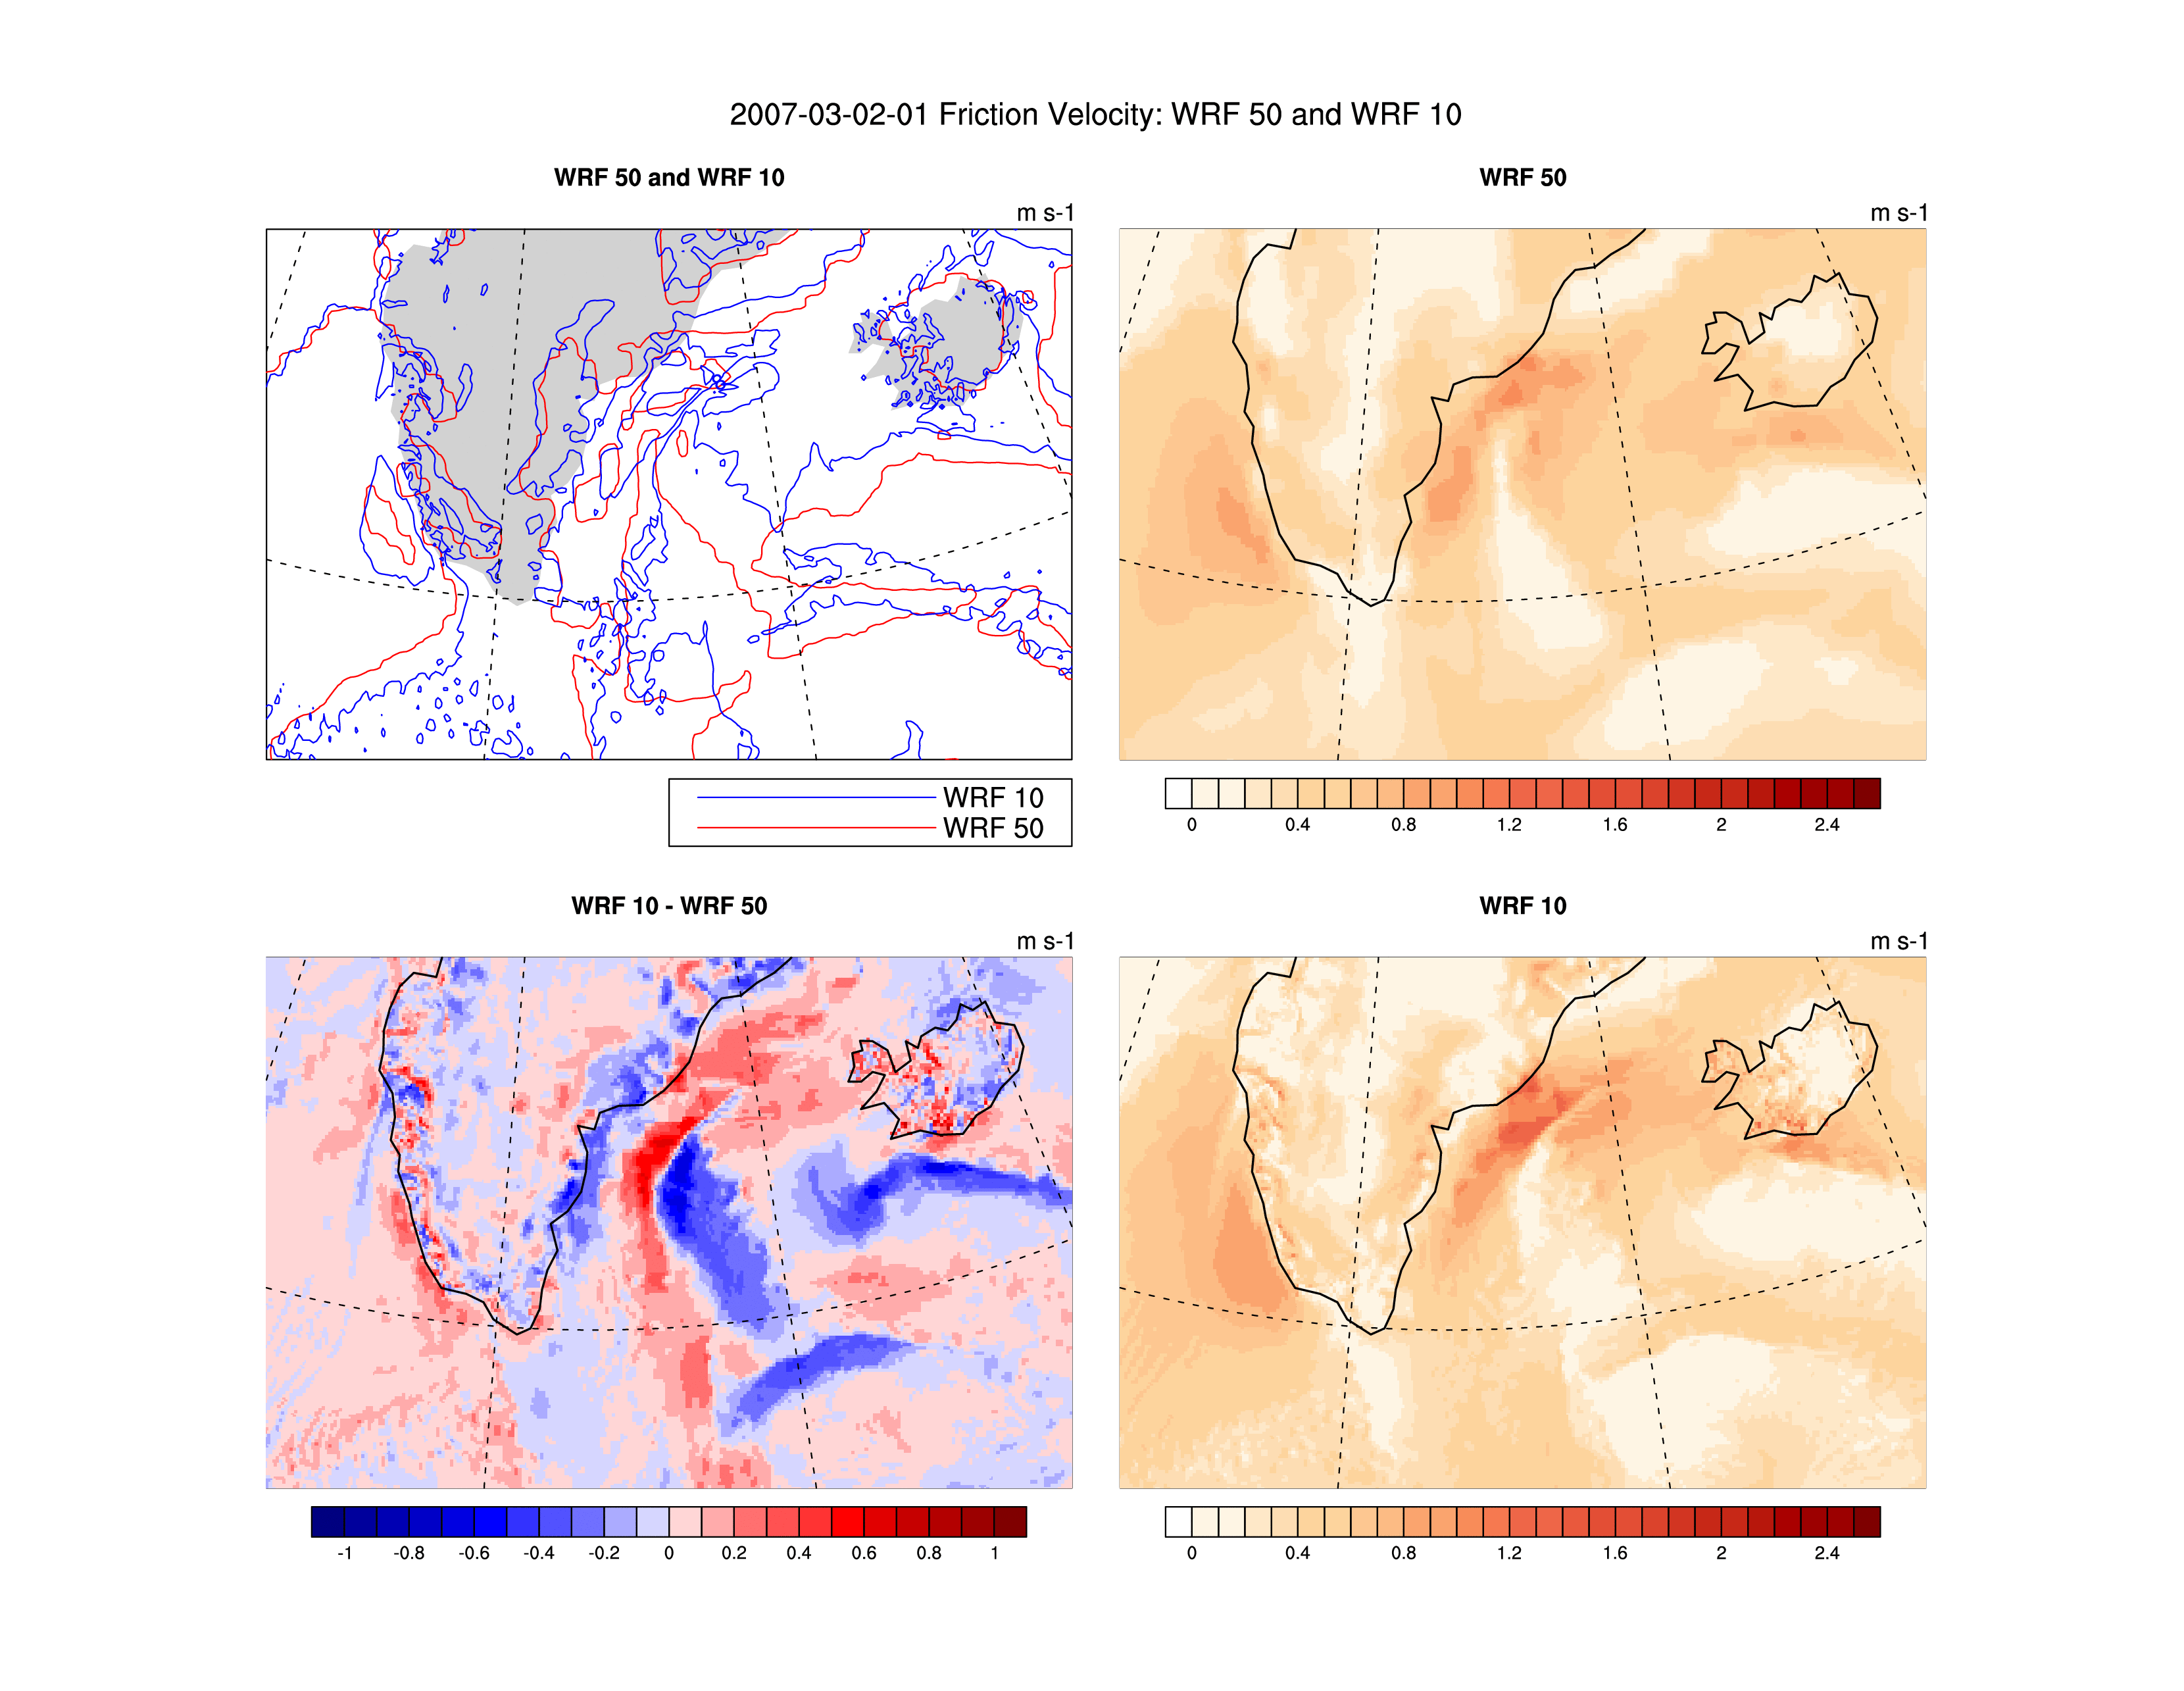 2007-03-02-01 Friction Velocity: WRF 50 and WRF 10
WRF 50 and WRF 10
m s-1
WRF 10
WRF 50
WRF 50
m s-1
0 0.4 0.8 1.2 1.6 2 2.4
WRF 10 - WRF 50
m s-1
-1 -0.8 -0.6 -0.4 -0.2 0 0.2 0.4 0.6 0.8 1
WRF 10
m s-1
0 0.4 0.8 1.2 1.6 2 2.4